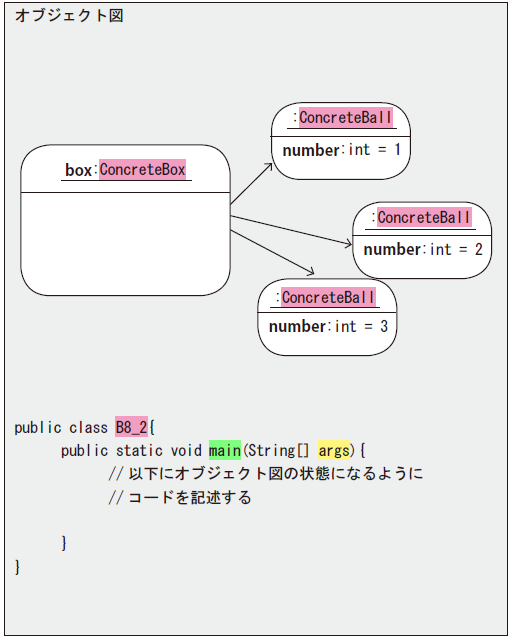 オブジェクト図
:ConcreteBall
number:int = 1
box:ConcreteBox
:ConcreteBall
number:int = 2
:ConcreteBall
number:int = 3
public class B8_2{
public static void main(String[] args){
// 以下にオブジェクト図の状態になるように
// コードを記述する
}
}